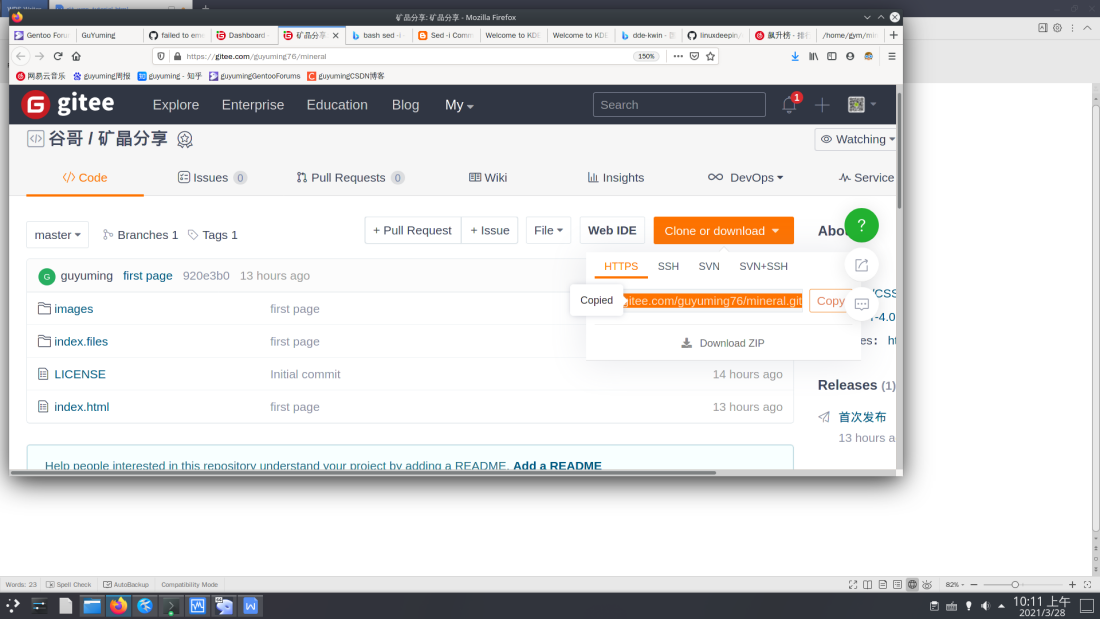 矿晶分享: 矿晶分享 - Mozilla Firefox
Gentoo Foru
GuYuming
failed to eme
Dashboard
矿晶分享
bash sed -i
Sed -i Comm
Welcome to KDE
Welcome to KDE
dde-kwin - D
linuxdeepin/
飙升榜 -
/home/gym/min
https://gitee.com/guyuming76/mineral
150%
网易云音乐
guyuming周报
guyuming - 知乎
guyumingGentooForums
guyumingCSDN博客
gitee
Explore
Enterprise
Education
Blog
My
Search
1
谷哥 / 矿晶分享
Watching
Code
Issues 0
Pull Requests 0
Wiki
Insights
DevOps
Service
master
Branches 1
Tags 1
+ Pull Request
+ Issue
File
Web IDE
Clone or download
Abo
?
G
guyuming
first page
920e3b0
13 hours ago
HTTPS
SSH
SVN
SVN+SSH
Copied
gitee.com/guyuming76/mineral.git
Copy
/CSS
-4.0
es: ht
Download ZIP
images
first page
index.files
first page
LICENSE
Initial commit
14 hours ago
index.html
first page
13 hours ago
Releases (1)
首次发布
13 hours a
Help people interested in this repository understand your project by adding a README. Add a README
Words: 23
Spell Check
AutoBackup
Compatibility Mode
82%
10:11 上午
2021/3/28